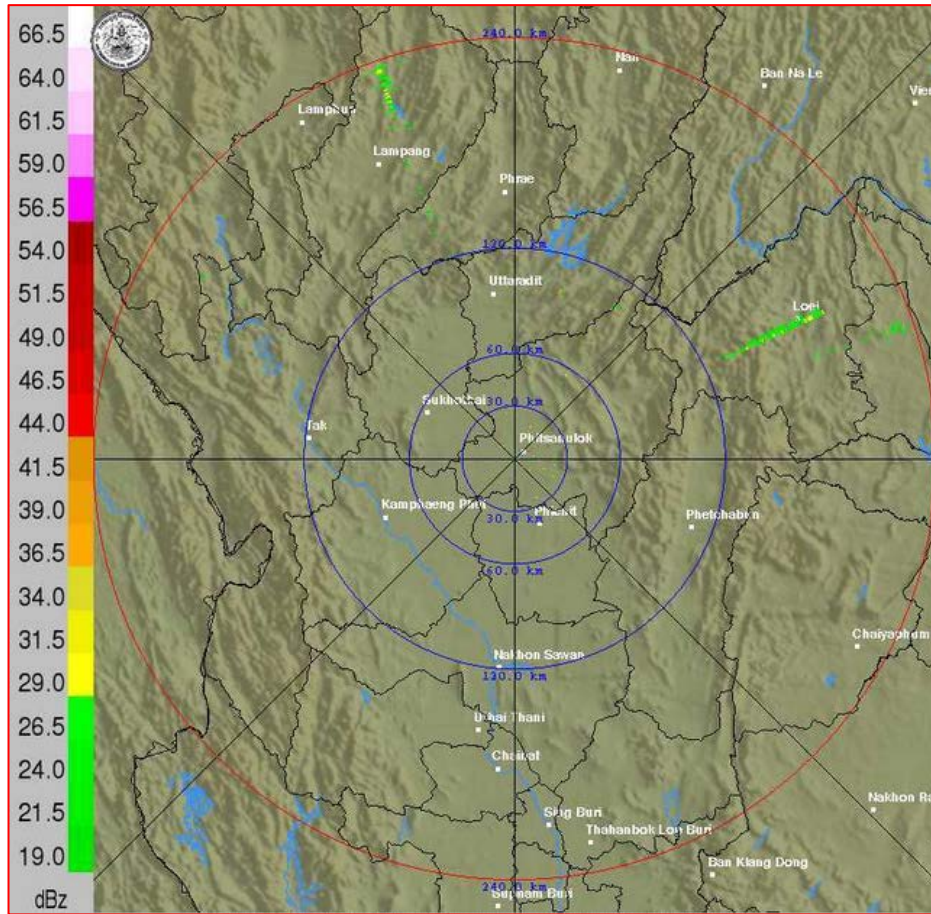 66.5
64.0
61.5
59.0
56.5
54.0
51.5
49.0
46.5
44.0
41.5
39.0
36.5
34.0
31.5
29.0
26.5
24.0
21.5
19.0
dBz
240.0 km
Nan
Ban Na Le
Vien
Lamphun
Lampang
Phrae
120.0 km
Uttaradit
Loei
60.0 km
30.0 km
Sukhothai
Tak
Phitsanulok
Kamphaeng Phet
Phichit
30.0 km
Phetchabun
60.0 km
Chaiyaphum
Nakhon Sawan
120.0 km
Uthai Thani
Chainat
Nakhon Ra
Sing Buri
Thahanbok Lop Buri
Ban Klang Dong
240.0 km
Suphan Buri